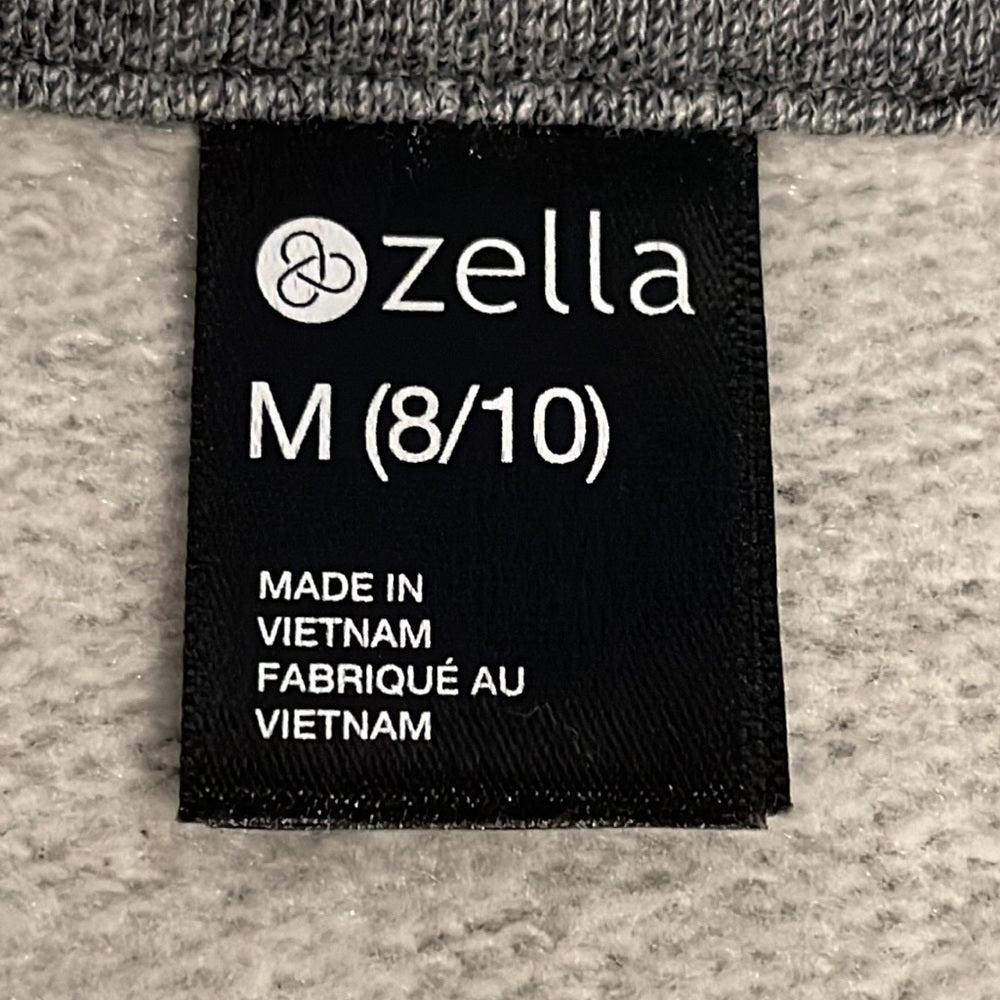 zella
M (8/10)
MADE IN
VIETNAM
FABRIQUÉ AU
VIETNAM